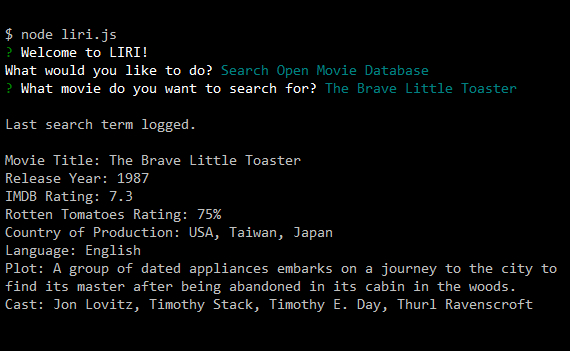 $ node liri.js
? Welcome to LIRI!
What would you like to do? Search Open Movie Database
? What movie do you want to search for? The Brave Little Toaster
Last search term logged.
Movie Title: The Brave Little Toaster
Release Year: 1987
IMDB Rating: 7.3
Rotten Tomatoes Rating: 75%
Country of Production: USA, Taiwan, Japan
Language: English
Plot: A group of dated appliances embarks on a journey to the city to
find its master after being abandoned in its cabin in the woods.
Cast: Jon Lovitz, Timothy Stack, Timothy E. Day, Thurl Ravenscroft